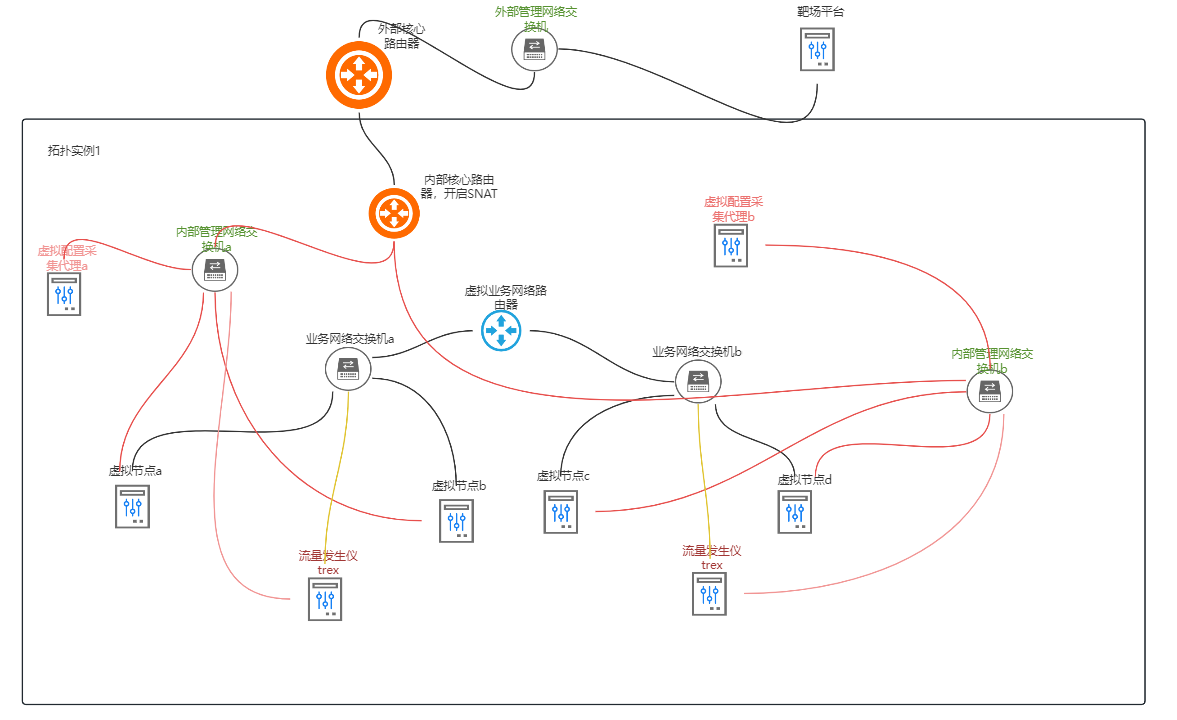 外部管理网络交
换机
靶场平台
外部核心
路由器
拓扑实例1
内部核心路由
器，开启SNAT
虚拟配置采
集代理b
内部管理网络交
换机a
虚拟配置采
集代理a
虚拟业务网络路
由器
业务网络交换机a
业务网络交换机b
内部管理网络交
换机b
虚拟节点a
虚拟节点b
虚拟节点c
虚拟节点d
流量发生仪
trex
流量发生仪
trex